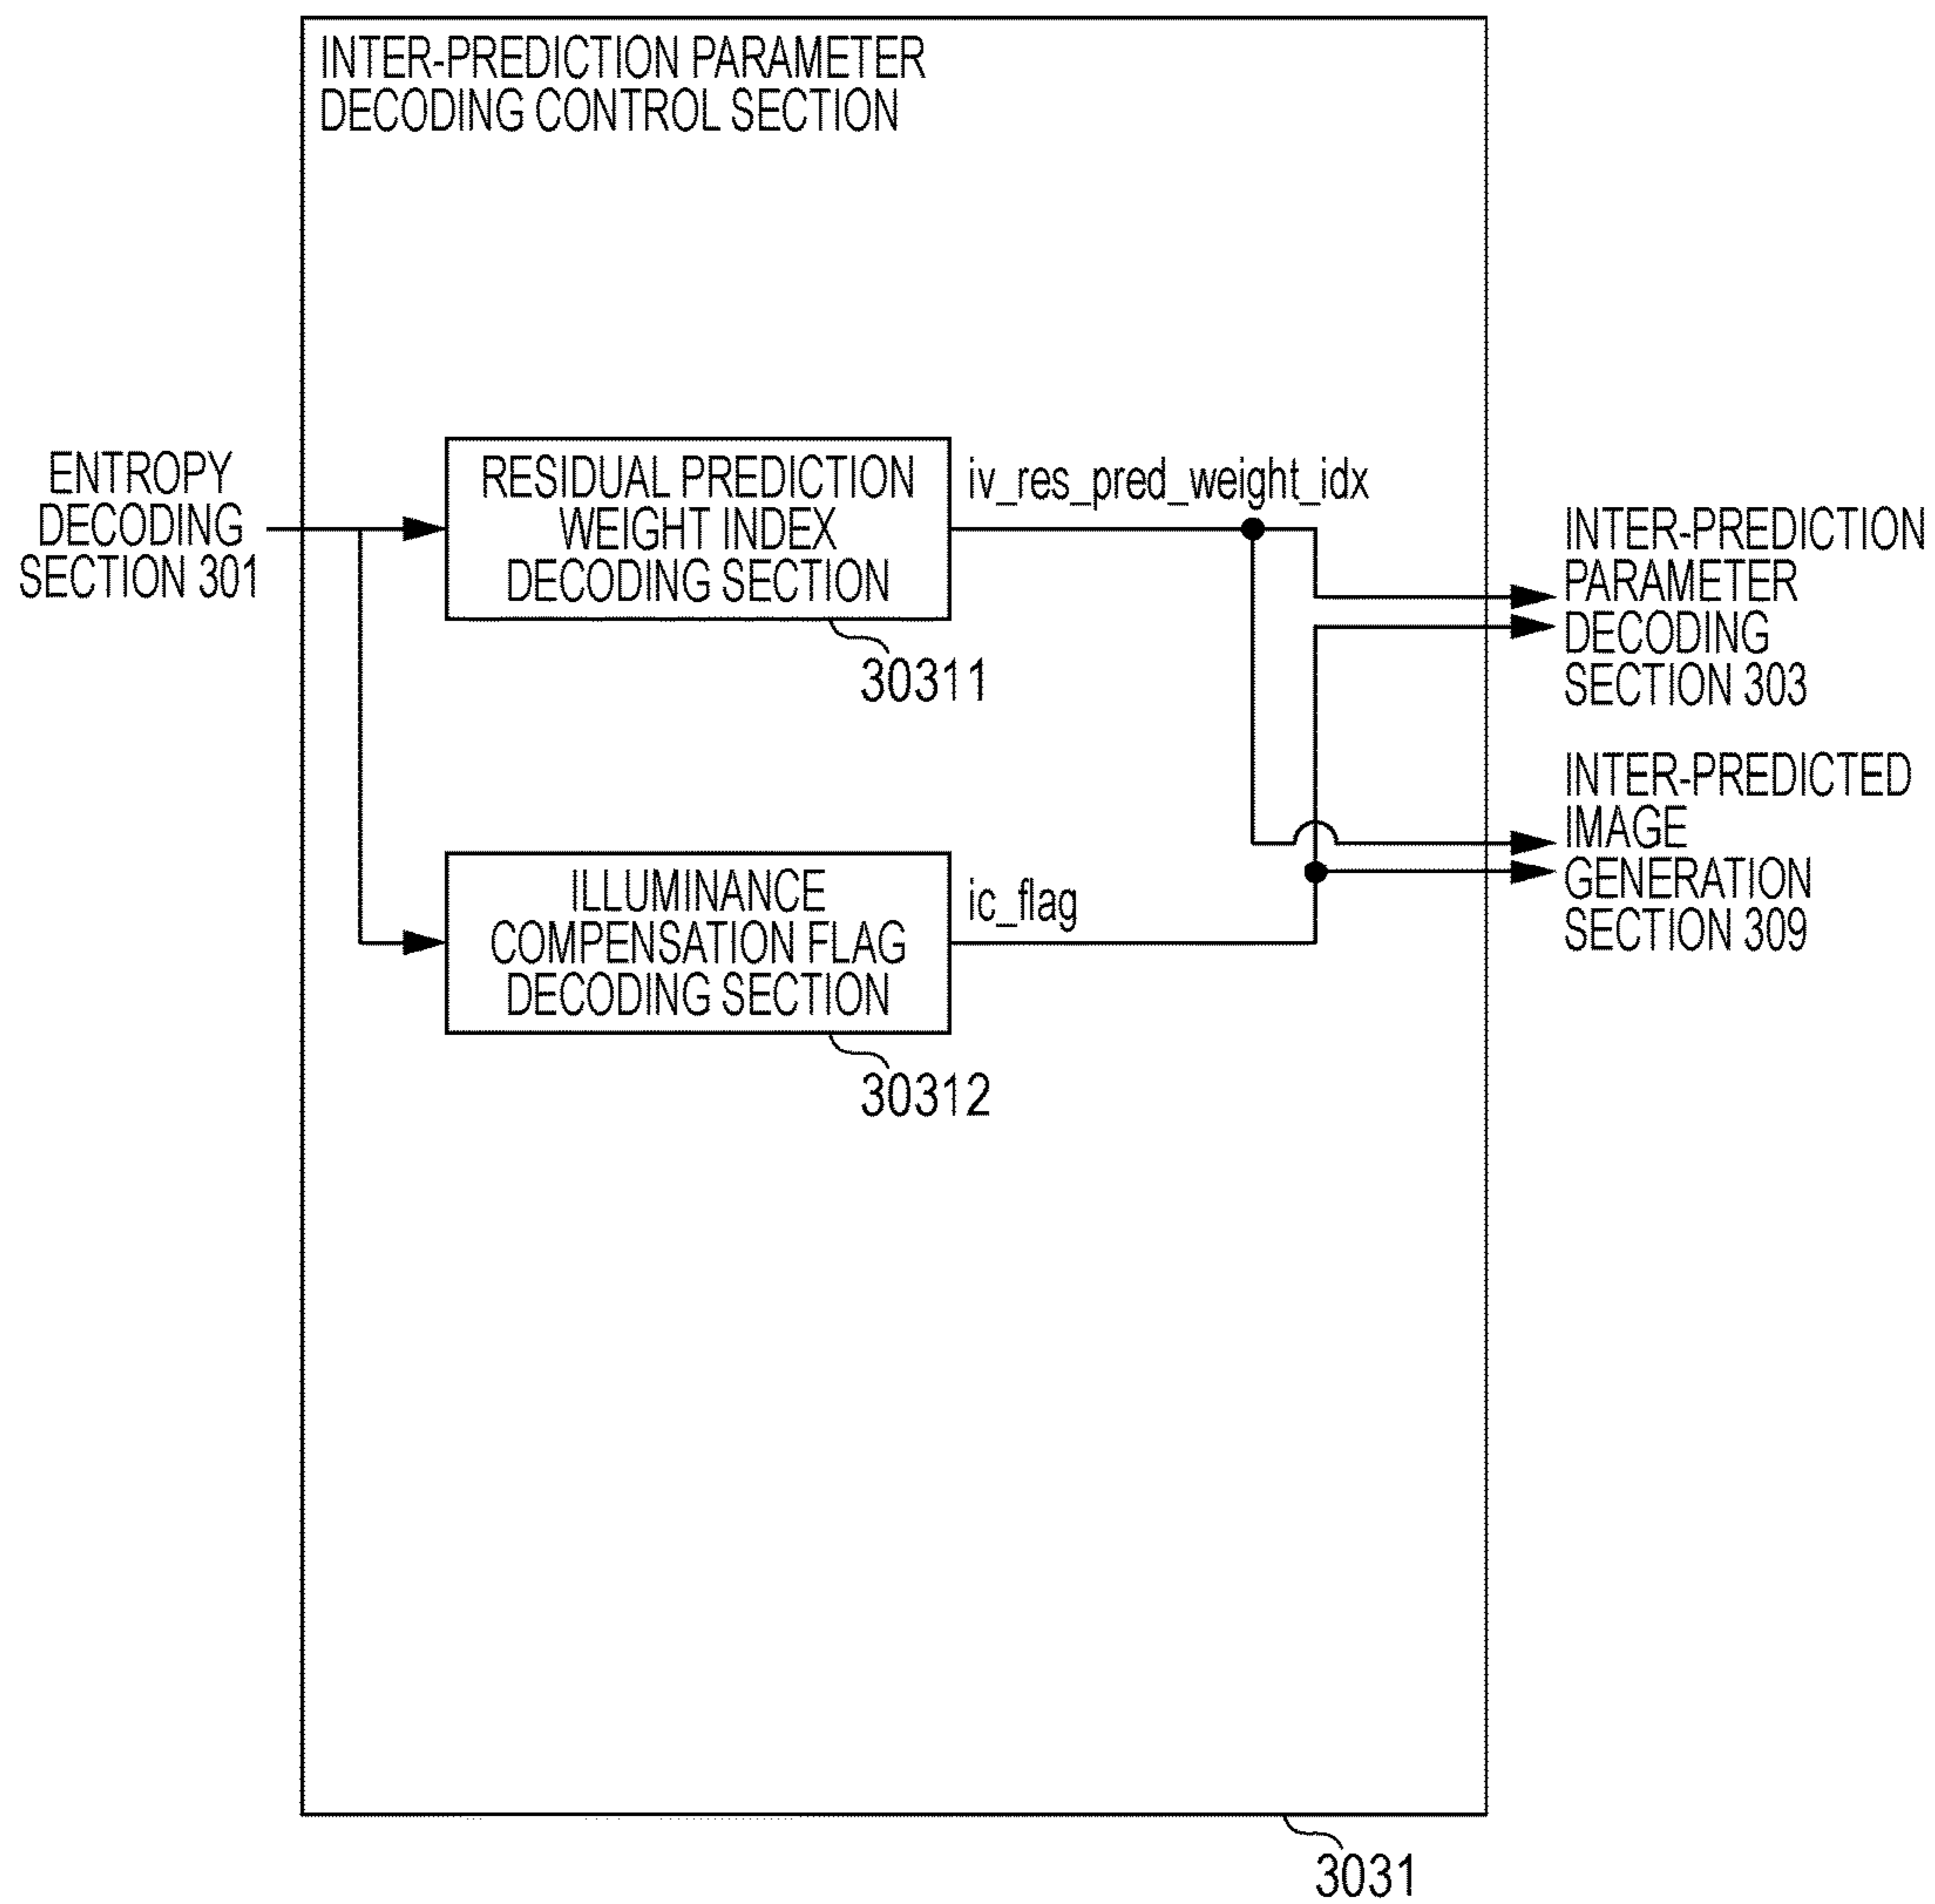 INTER-PREDICTION PARAMETER
DECODING CONTROL SECTION
ENTROPY
DECODING
SECTION 301
RESIDUAL PREDICTION
WEIGHT INDEX
DECODING SECTION
30311
iv_res_pred_weight_idx
INTER-PREDICTION
PARAMETER
DECODING
SECTION 303
INTER-PREDICTED
IMAGE
GENERATION
SECTION 309
ILLUMINANCE
COMPENSATION FLAG
DECODING SECTION
30312
ic_flag
3031